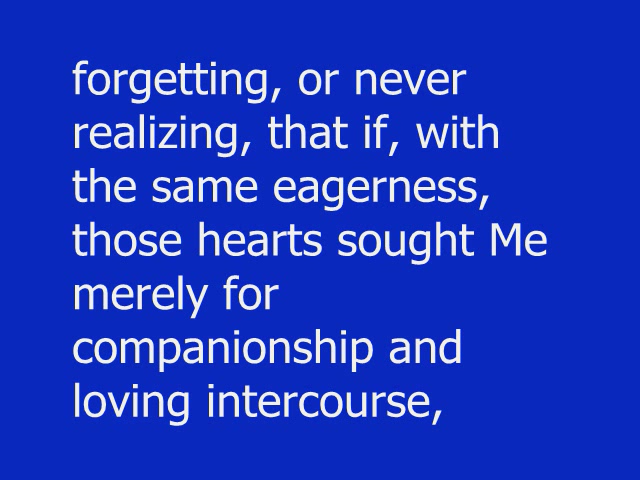 forgetting, or never
realizing, that if, with
the same eagerness,
those hearts sought Me
merely for
companionship and
loving intercourse,